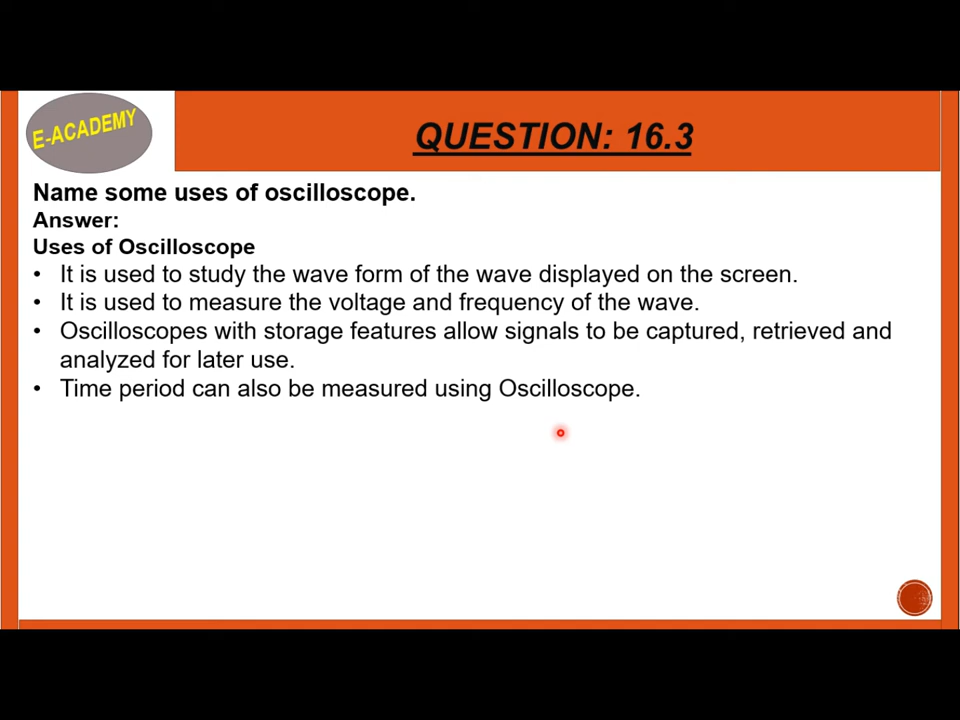 E-ACADEMY
QUESTION: 16.3
Name some uses of oscilloscope.
Answer:
Uses of Oscilloscope
• It is used to study the wave form of the wave displayed on the screen.
• It is used to measure the voltage and frequency of the wave.
• Oscilloscopes with storage features allow signals to be captured, retrieved and
analyzed for later use.
• Time period can also be measured using Oscilloscope.